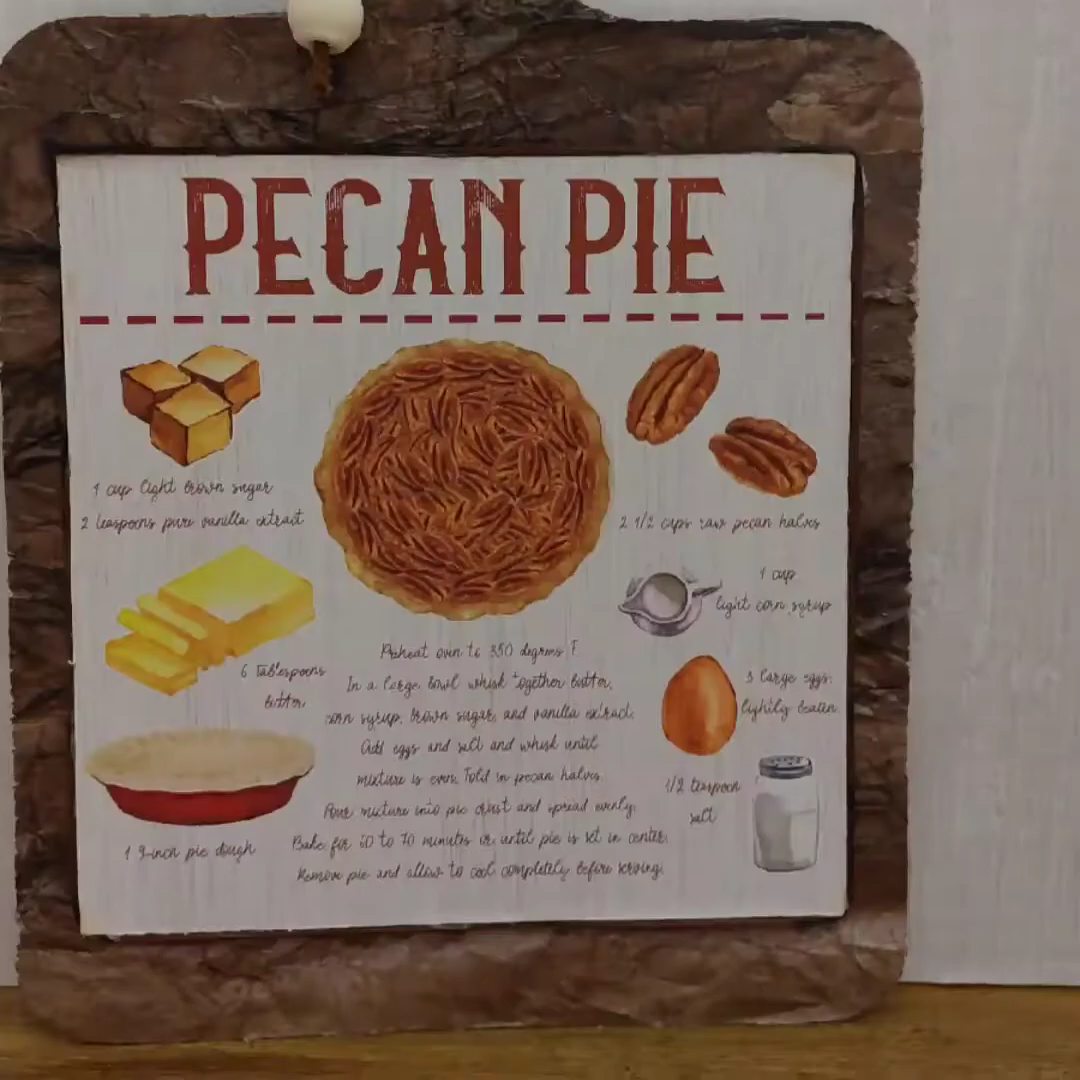 PECAN PIE
1 cup light brown sugar
2 teaspoons pure vanilla extract
2 1/2 cups raw pecan halves
1 cup
light corn syrup
6 tablespoons
butter
3 large eggs,
lightly beaten
1/2 teaspoon
salt
1 9-inch pie dough
Preheat oven to 350 degrees F
In a large bowl whisk together butter,
corn syrup, brown sugar, and vanilla extract.
Add eggs and salt and whisk until
mixture is even. Fold in pecan halves.
Pour mixture into pie crust and spread evenly.
Bake for 60 to 70 minutes or until pie is set in center.
Remove pie and allow to cool completely before serving.